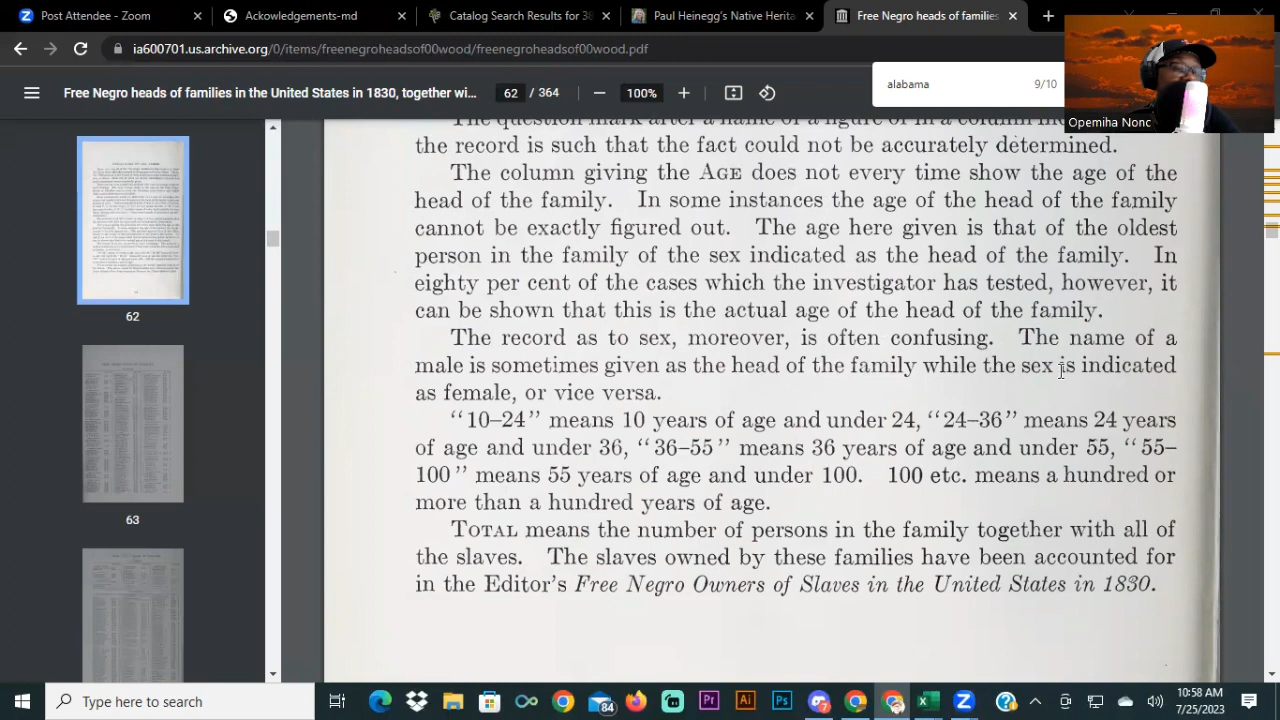 Post Attendee - Zoom
Ackowledgements-md
Catalog Search Results for 38
Paul Heinegg's Native Herita
Free Negro heads of families
ia600701.us.archive.org/0/items/freenegroheadsof00wood/freenegroheadsof00wood.pdf
alabama 9/10
Free Negro heads of families in the United States in 1830, together wi...
62 / 364
100%
Opemiha Nonc
the record is such that the fact could not be accurately determined.
The column giving the AGE does not every time show the age of the
head of the family. In some instances the age of the head of the family
cannot be exactly figured out. The age here given is that of the oldest
person in the family of the sex indicated as the head of the family. In
eighty per cent of the cases which the investigator has tested, however, it
can be shown that this is the actual age of the head of the family.
The record as to sex, moreover, is often confusing. The name of a
male is sometimes given as the head of the family while the sex is indicated
as female, or vice versa.
"10–24" means 10 years of age and under 24, "24–36" means 24 years
of age and under 36, "36–55" means 36 years of age and under 55, "55–
100" means 55 years of age and under 100. 100 etc. means a hundred or
more than a hundred years of age.
TOTAL means the number of persons in the family together with all of
the slaves. The slaves owned by these families have been accounted for
in the Editor's Free Negro Owners of Slaves in the United States in 1830.
62
63
Type here to search
84
10:58 AM
7/25/2023